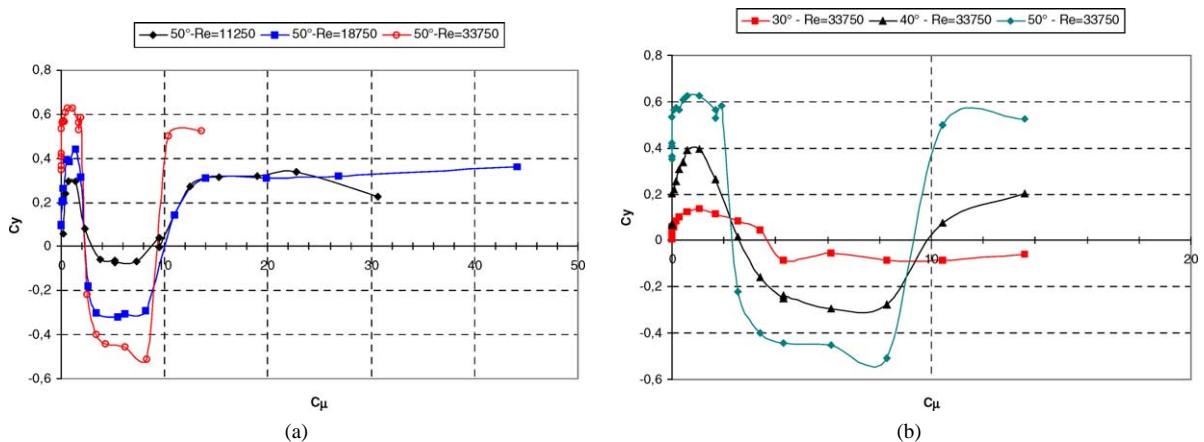 50°-Re=11250 50°-Re=18750 50°-Re=33750
0,8
0,6
0,4
0,2
0
-0,2
-0,4
-0,6
Cy
0 10 20 30 40 50
Cμ
(a)
30° - Re=33750 40° - Re=33750 50° - Re=33750
0,8
0,6
0,4
0,2
0
-0,2
-0,4
-0,6
Cy
0 10 20
Cμ
(b)